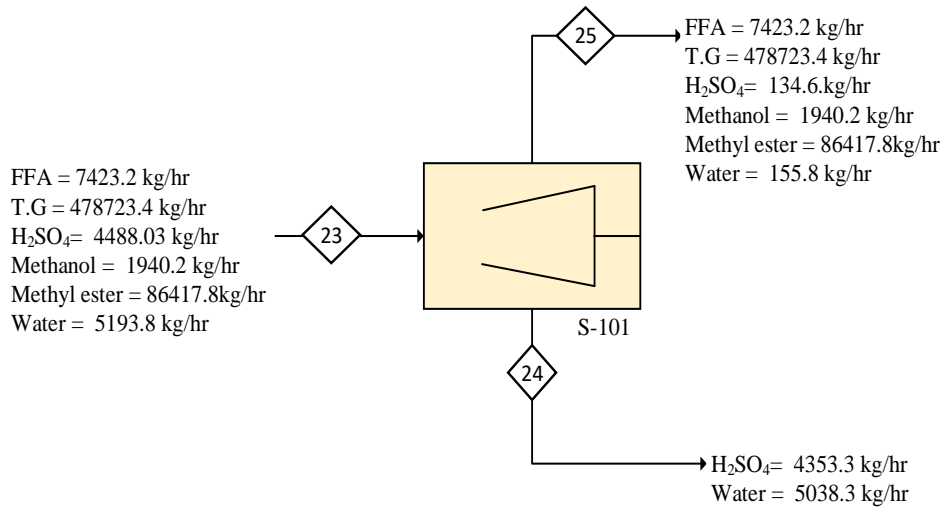 25
FFA = 7423.2 kg/hr
T.G = 478723.4 kg/hr
H₂SO₄= 134.6.kg/hr
Methanol = 1940.2 kg/hr
Methyl ester = 86417.8kg/hr
Water = 155.8 kg/hr
FFA = 7423.2 kg/hr
T.G = 478723.4 kg/hr
H₂SO₄= 4488.03 kg/hr
Methanol = 1940.2 kg/hr
Methyl ester = 86417.8kg/hr
Water = 5193.8 kg/hr
23
S-101
24
H₂SO₄= 4353.3 kg/hr
Water = 5038.3 kg/hr